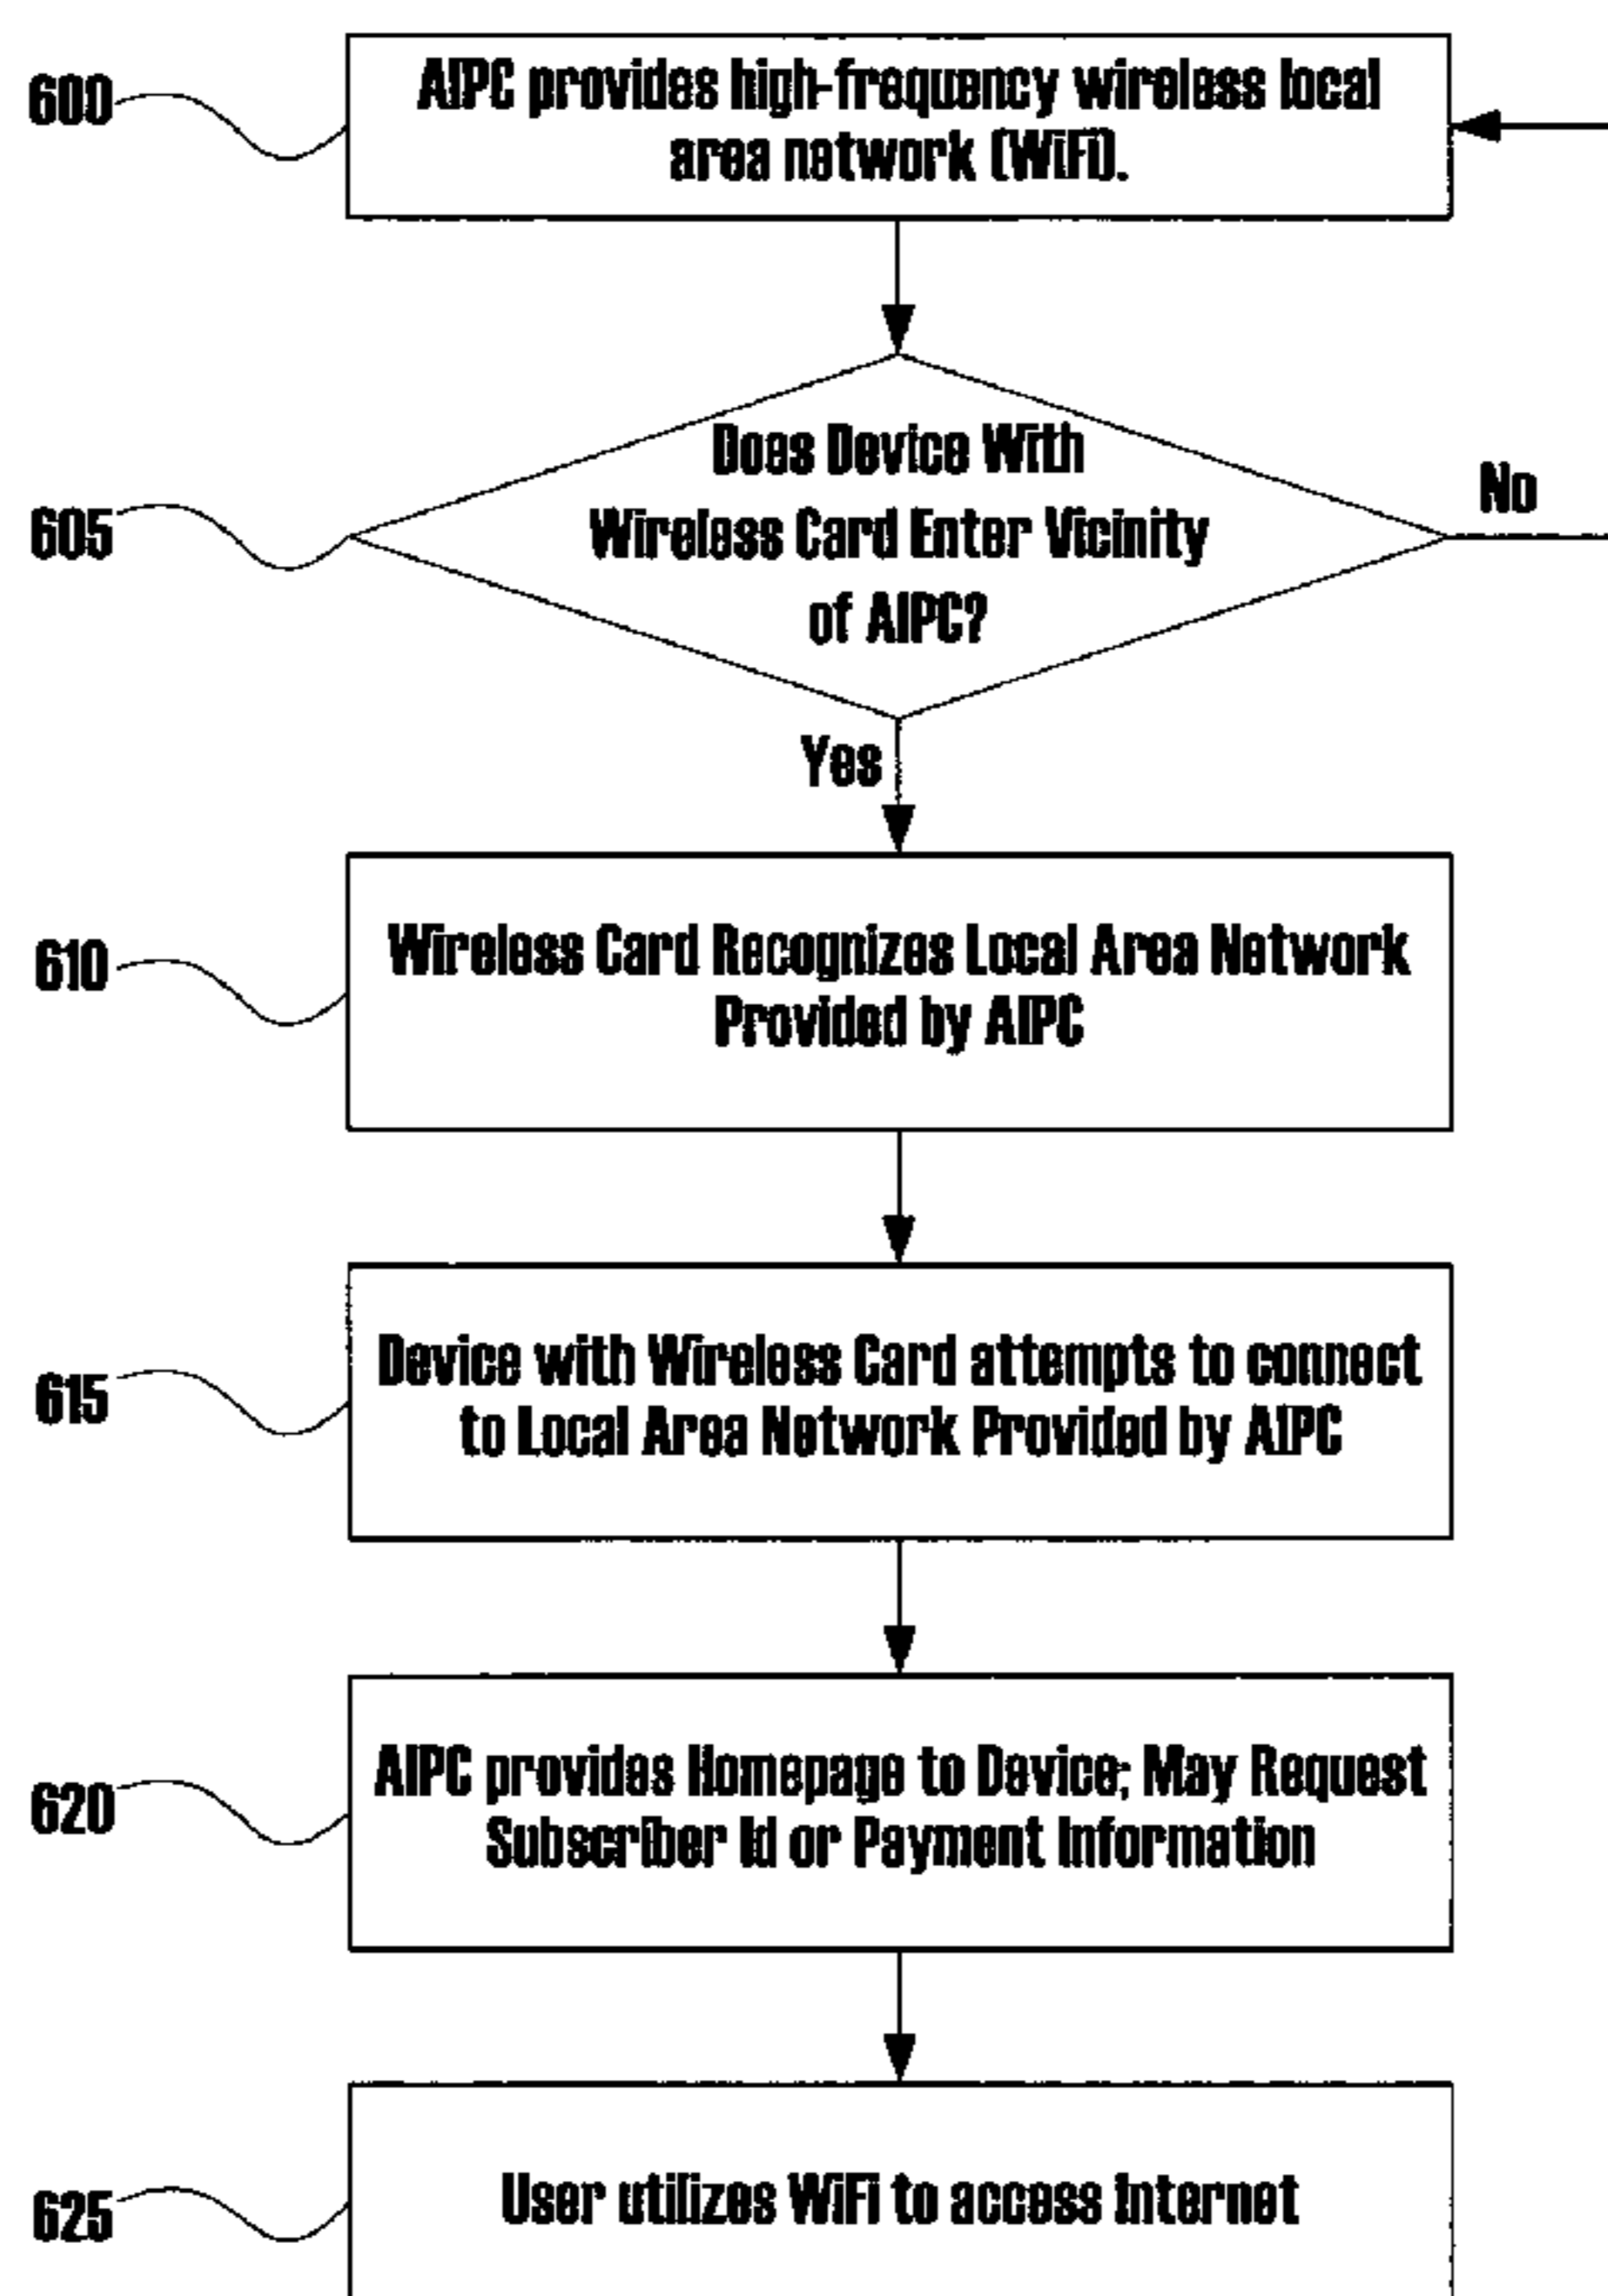 600
AIPC provides high-frequency wireless local
area network (WiFi).
Does Device With
Wireless Card Enter Vicinity
of AIPC?
605
No
Yes
610
Wireless Card Recognizes Local Area Network
Provided by AIPC
615
Device with Wireless Card attempts to connect
to Local Area Network Provided by AIPC
620
AIPC provides Homepage to Device; May Request
Subscriber Id or Payment Information
625
User utilizes WiFi to access Internet